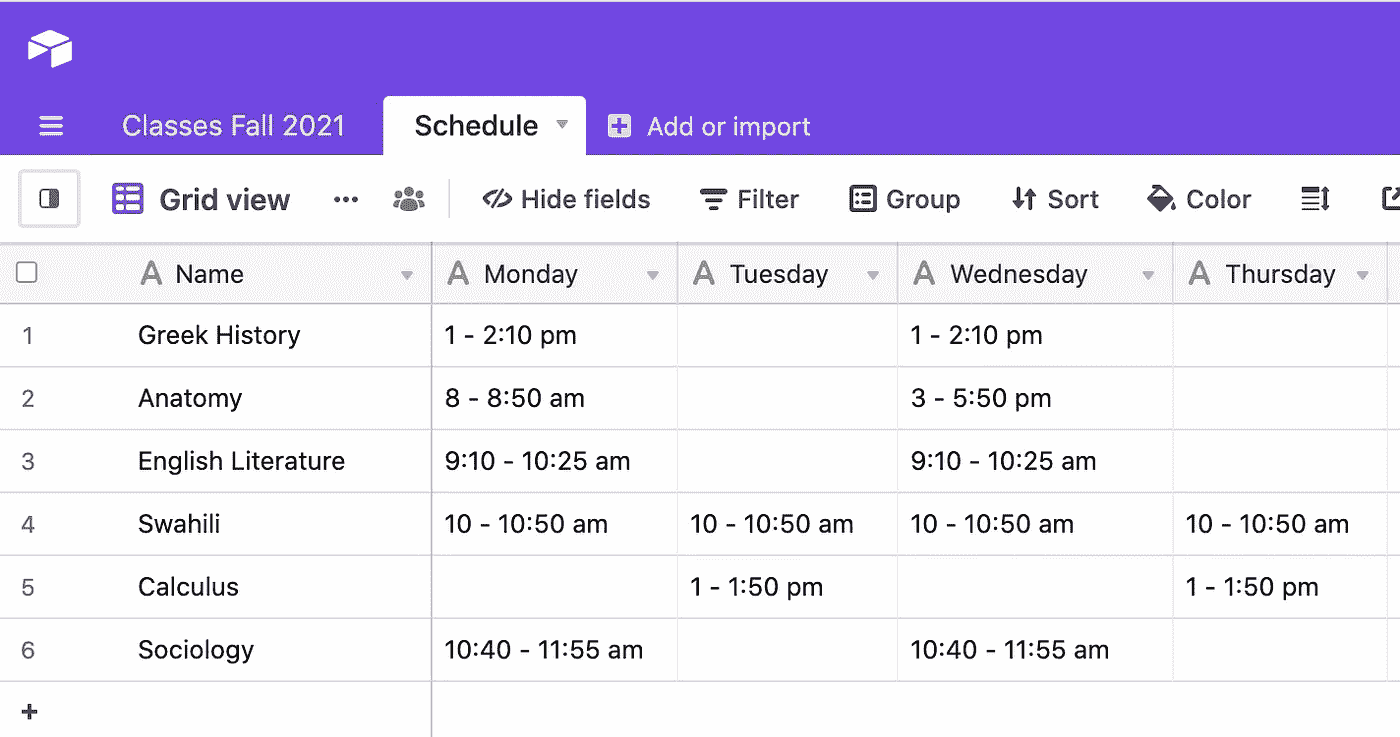 Classes Fall 2021 Schedule Add or import
Grid view Hide fields Filter Group Sort Color
Name Monday Tuesday Wednesday Thursday
1 Greek History 1 - 2:10 pm 1 - 2:10 pm
2 Anatomy 8 - 8:50 am 3 - 5:50 pm
3 English Literature 9:10 - 10:25 am 9:10 - 10:25 am
4 Swahili 10 - 10:50 am 10 - 10:50 am 10 - 10:50 am 10 - 10:50 am
5 Calculus 1 - 1:50 pm 1 - 1:50 pm
6 Sociology 10:40 - 11:55 am 10:40 - 11:55 am